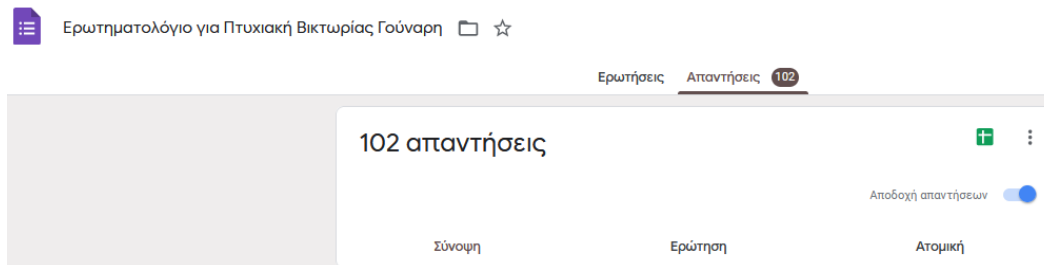 Ερωτηματολόγιο για Πτυχιακή Βικτωρίας Γούναρη
Ερωτήσεις Απαντήσεις 102
102 απαντήσεις
Αποδοχή απαντήσεων
Σύνοψη Ερώτηση Ατομική